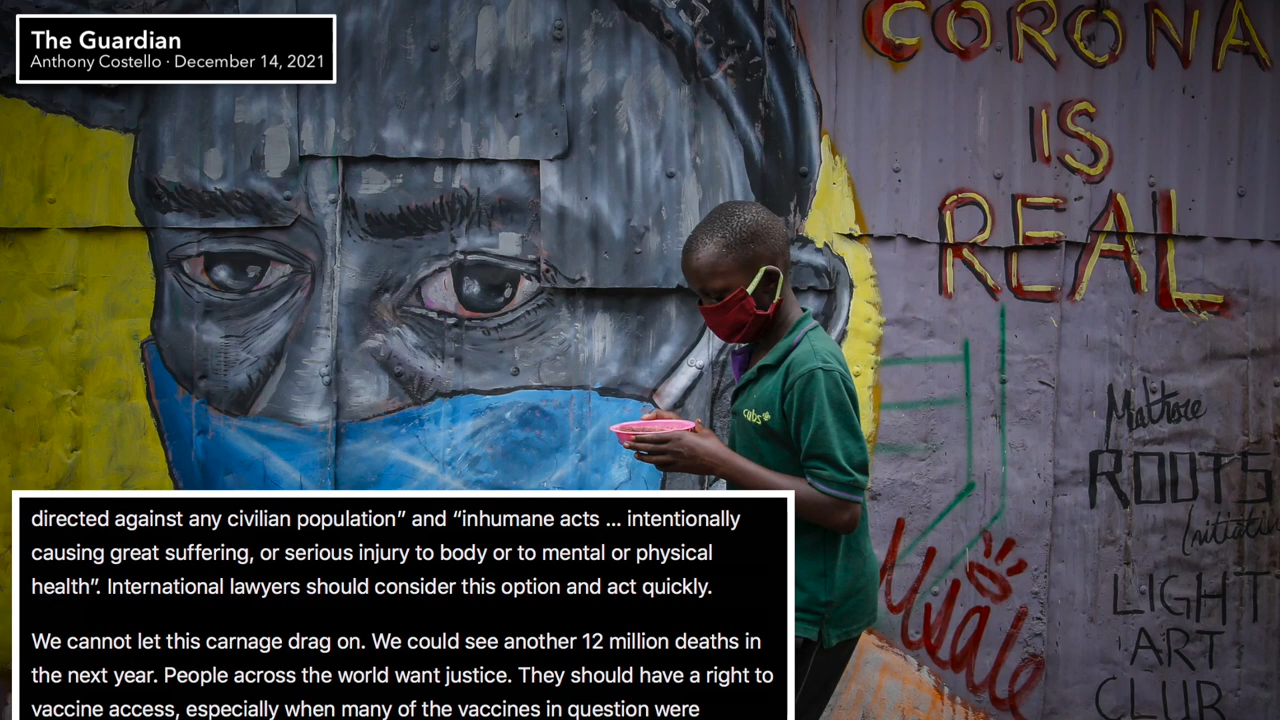 The Guardian
Anthony Costello · December 14, 2021
CORONA
IS
REAL
cubs
Mathare
ROOTS
Initiati
LIGHT
ART
CLUB
directed against any civilian population” and “inhumane acts ... intentionally
causing great suffering, or serious injury to body or to mental or physical
health”. International lawyers should consider this option and act quickly.
We cannot let this carnage drag on. We could see another 12 million deaths in
the next year. People across the world want justice. They should have a right to
vaccine access, especially when many of the vaccines in question were